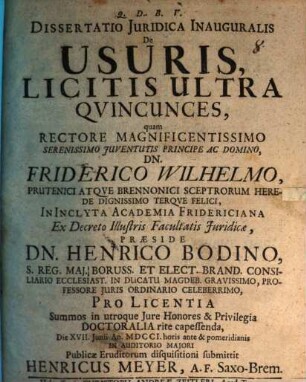 Q. D. B. V.
DISSERTATIO JURIDICA INAUGURALIS
De
USURIS,
LICITIS ULTRA
QVINCUNCES,
quam
RECTORE MAGNIFICENTISSIMO
SERENISSIMO JUVENTUTIS PRINCIPE AC DOMINO,
DN.
FRIDERICO WILHELMO,
PRUTENICI ATQVE BRENNONICI SCEPTRORUM HERE-
DE DIGNISSIMO TERQVE FELICI,
IN INCLYTA ACADEMIA FRIDERICIANA
Ex Decreto Illustris Facultatis Juridicæ,
PRÆSIDE
DN. HENRICO BODINO,
S. REG. MAJ. BORUSS. ET ELECT. BRAND. CONSI-
LIARIO ECCLESIAST. IN DUCATU MAGDEB. GRAVISSIMO, PRO-
FESSORE JURIS ORDINARIO CELEBERRIMO,
PRO LICENTIA
Summos in utroque Jure Honores & Privilegia
DOCTORALIA rite capessenda,
Die XVII. Junii Ap. MDCCI. horis ante & pomeridianis
IN AUDITORIO MAJORI
Publicæ Eruditorum disquisitioni submittit
HENRICUS MEYER, A. F. Saxo-Brem.